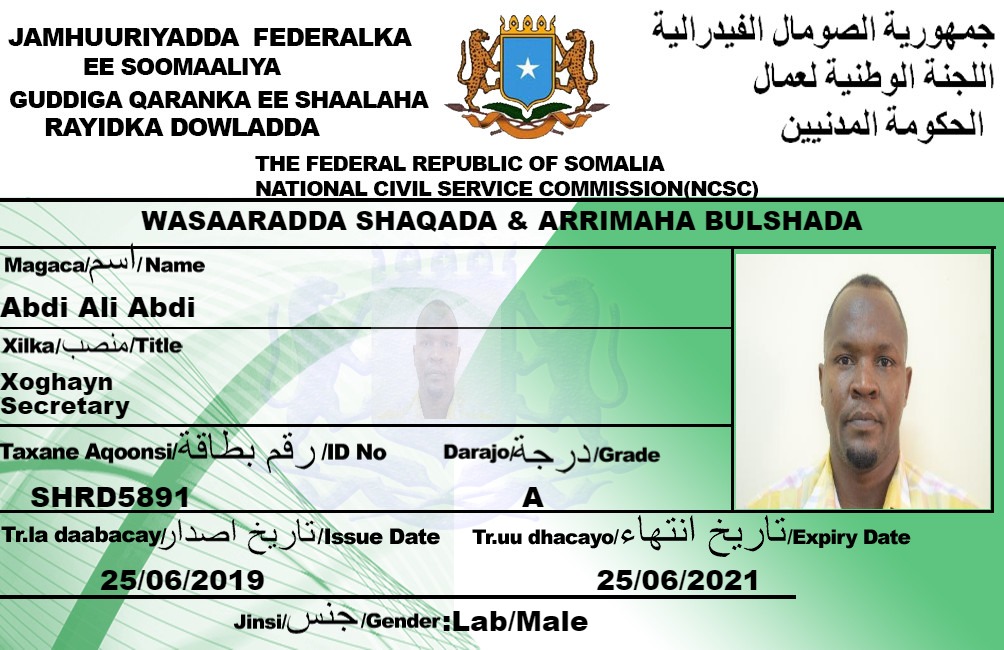 JAMHUURIYADDA FEDERALKA
EE SOOMAALIYA
GUDDIGA QARANKA EE SHAALAHA
RAYIDKA DOWLADDA
جمهورية الصومال الفيدرالية
اللجنة الوطنية لعمال
الحكومة المدنيين
THE FEDERAL REPUBLIC OF SOMALIA
NATIONAL CIVIL SERVICE COMMISSION(NCSC)
WASAARADDA SHAQADA & ARRIMAHA BULSHADA
Magaca/اسم/Name
Abdi Ali Abdi
Xilka/منصب/Title
Xoghayn
Secretary
Taxane Aqoonsi/رقم بطاقة/ID No
Darajo/درجة/Grade
SHRD5891
A
Tr.la daabacay/تاريخ اصدار/Issue Date
Tr.uu dhacayo/تاريخ انتهاء/Expiry Date
25/06/2019
25/06/2021
Jinsi/جنس/Gender:Lab/Male